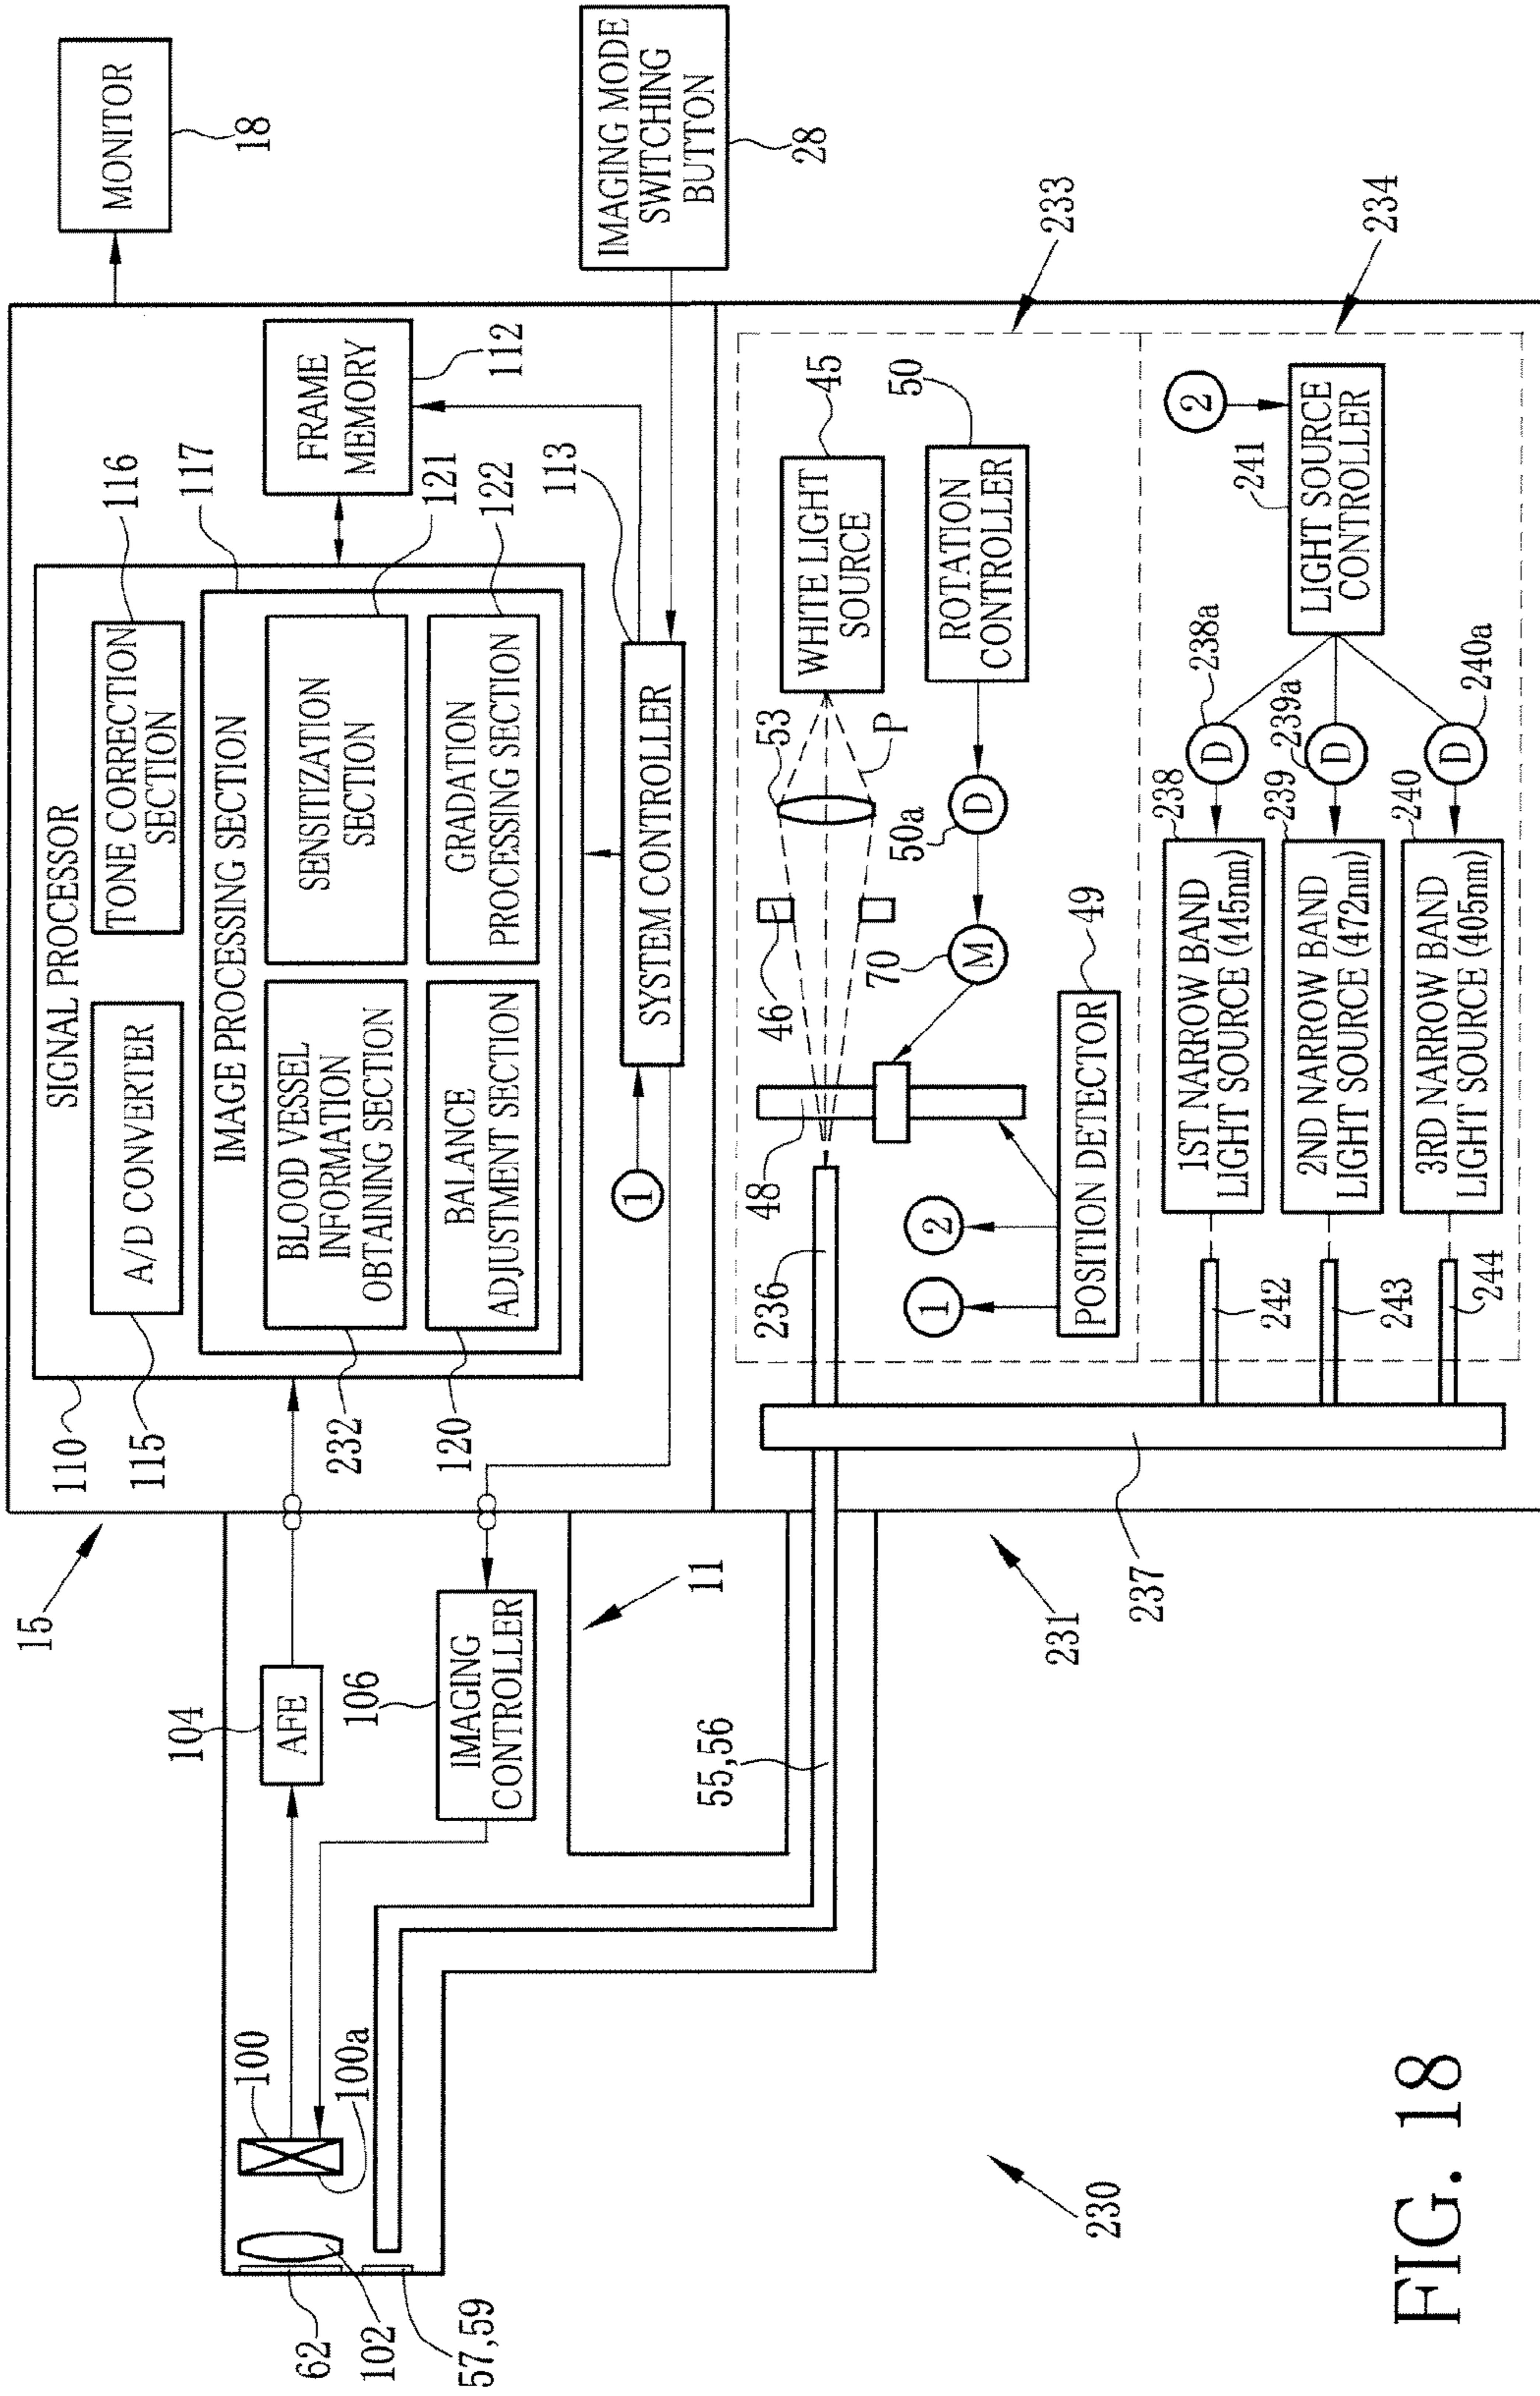 15
110
SIGNAL PROCESSOR
115
A/D CONVERTER
116
TONE CORRECTION
SECTION
117
IMAGE PROCESSING SECTION
232
BLOOD VESSEL
INFORMATION
OBTAINING SECTION
121
SENSITIZATION
SECTION
120
BALANCE
ADJUSTMENT SECTION
122
GRADATION
PROCESSING SECTION
FRAME
MEMORY
112
113
SYSTEM CONTROLLER
1
MONITOR
18
IMAGING MODE
SWITCHING
BUTTON
28
104
AFE
106
IMAGING
CONTROLLER
11
100
100a
62
102
57,59
55,56
230
231
237
236
48
46
53
P
WHITE LIGHT
SOURCE
45
ROTATION
CONTROLLER
50
D
50a
M
70
1
2
POSITION DETECTOR
49
233
234
2
LIGHT SOURCE
CONTROLLER
241
D
238a
D
239a
D
240a
238
1ST NARROW BAND
LIGHT SOURCE (445nm)
239
2ND NARROW BAND
LIGHT SOURCE (472nm)
240
3RD NARROW BAND
LIGHT SOURCE (405nm)
242
243
244
FIG. 18